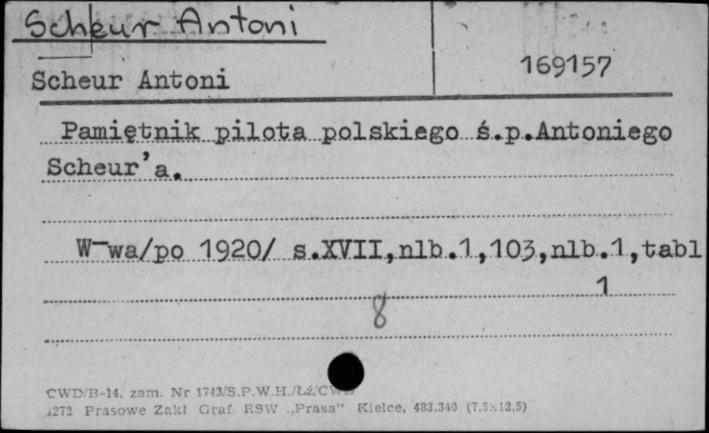 Scheur Antoni
169157
Scheur Antoni
Pamiętnik pilota polskiego ś.p.Antoniego
Scheur'a.
W-wa/po 1920/ s.XVII,nlb.1,103,nlb.1,tabl
1
8
CWD/B-14. zam. Nr 1743/S.P.W.H./Łź/CWD
1272 Prasowe Zakł Graf RSW „Prasa" Kielce, 483.340 (7,5x12,5)